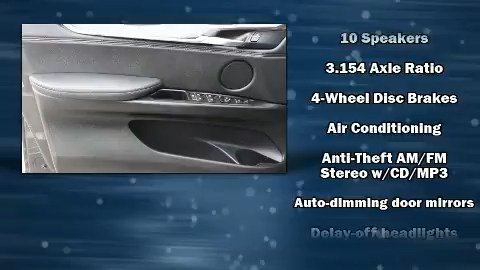 10 Speakers
3.154 Axle Ratio
4-Wheel Disc Brakes
Air Conditioning
Anti-Theft AM/FM
Stereo w/CD/MP3
Auto-dimming door mirrors
Delay-off headlights